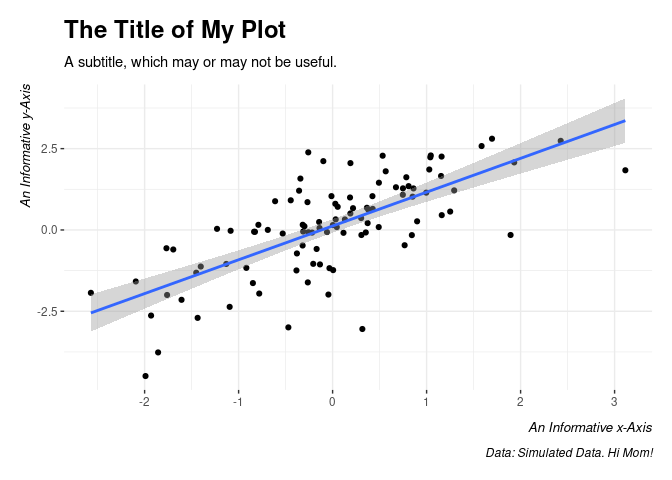 The Title of My Plot
A subtitle, which may or may not be useful.
An Informative y-Axis
2.5
0.0
-2.5
-2 -1 0 1 2 3
An Informative x-Axis
Data: Simulated Data. Hi Mom!